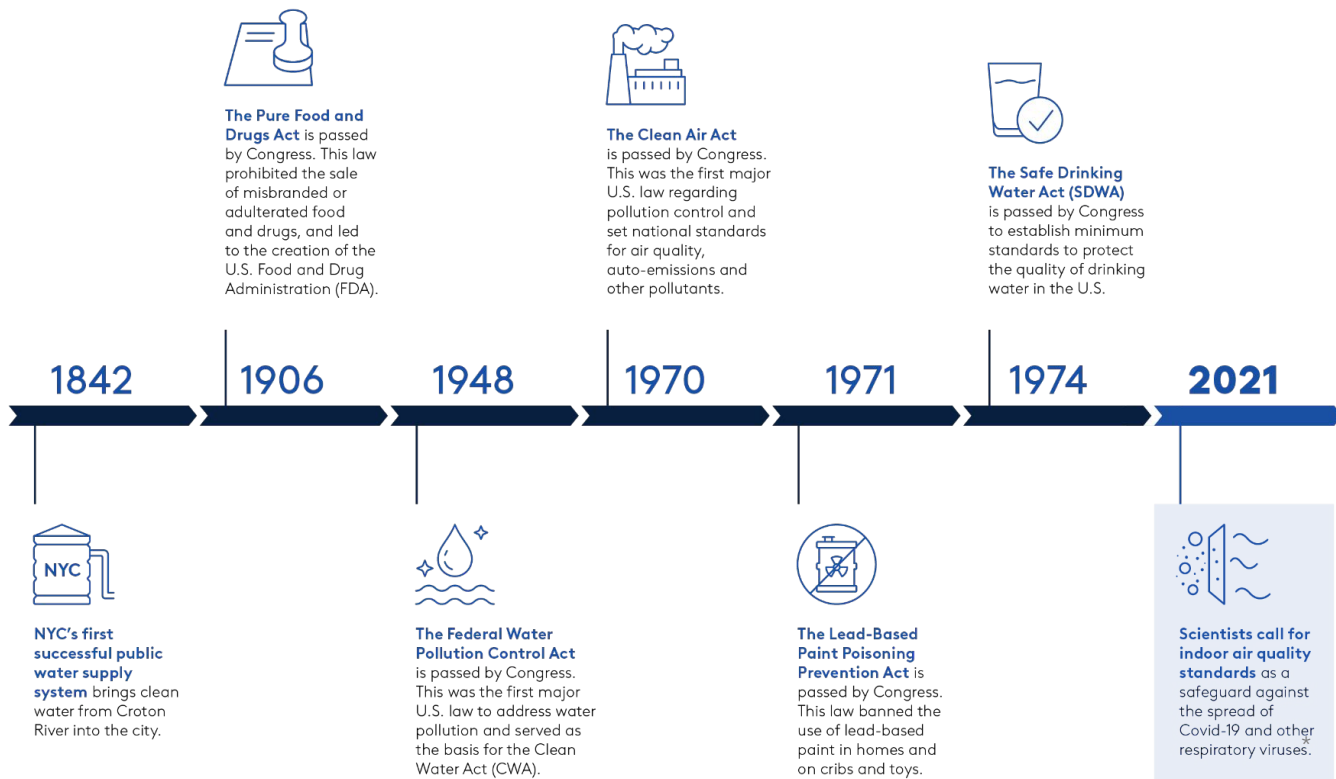 The Pure Food and
Drugs Act is passed
by Congress. This law
prohibited the sale
of misbranded or
adulterated food
and drugs, and led
to the creation of the
U.S. Food and Drug
Administration (FDA).
The Clean Air Act
is passed by Congress.
This was the first major
U.S. law regarding
pollution control and
set national standards
for air quality,
auto-emissions and
other pollutants.
The Safe Drinking
Water Act (SDWA)
is passed by Congress
to establish minimum
standards to protect
the quality of drinking
water in the U.S.
1842
1906
1948
1970
1971
1974
2021
NYC
NYC's first
successful public
water supply
system brings clean
water from Croton
River into the city.
The Federal Water
Pollution Control Act
is passed by Congress.
This was the first major
U.S. law to address water
pollution and served as
the basis for the Clean
Water Act (CWA).
The Lead-Based
Paint Poisoning
Prevention Act is
passed by Congress.
This law banned the
use of lead-based
paint in homes and
on cribs and toys.
Scientists call for
indoor air quality
standards as a
safeguard against
the spread of
Covid-19 and other
respiratory viruses.*